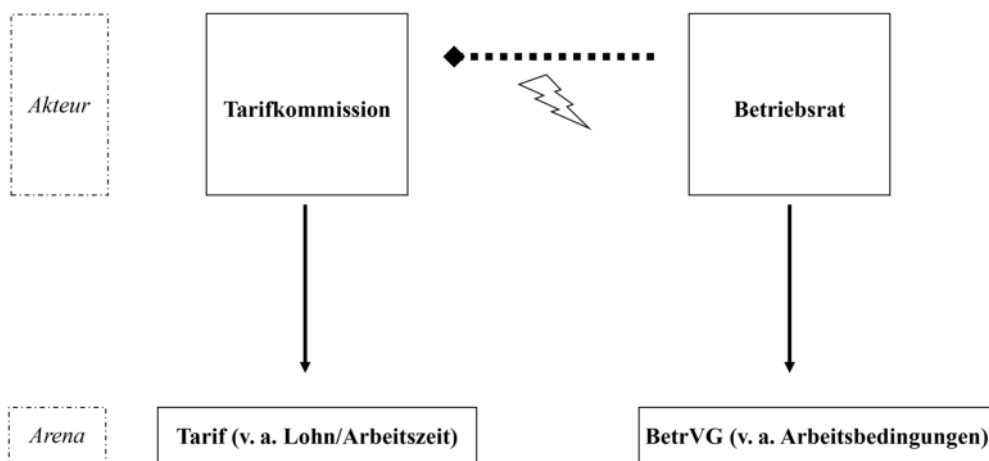 Akteur
Tarifkommission
Betriebsrat
Arena
Tarif (v. a. Lohn/Arbeitszeit)
BetrVG (v. a. Arbeitsbedingungen)